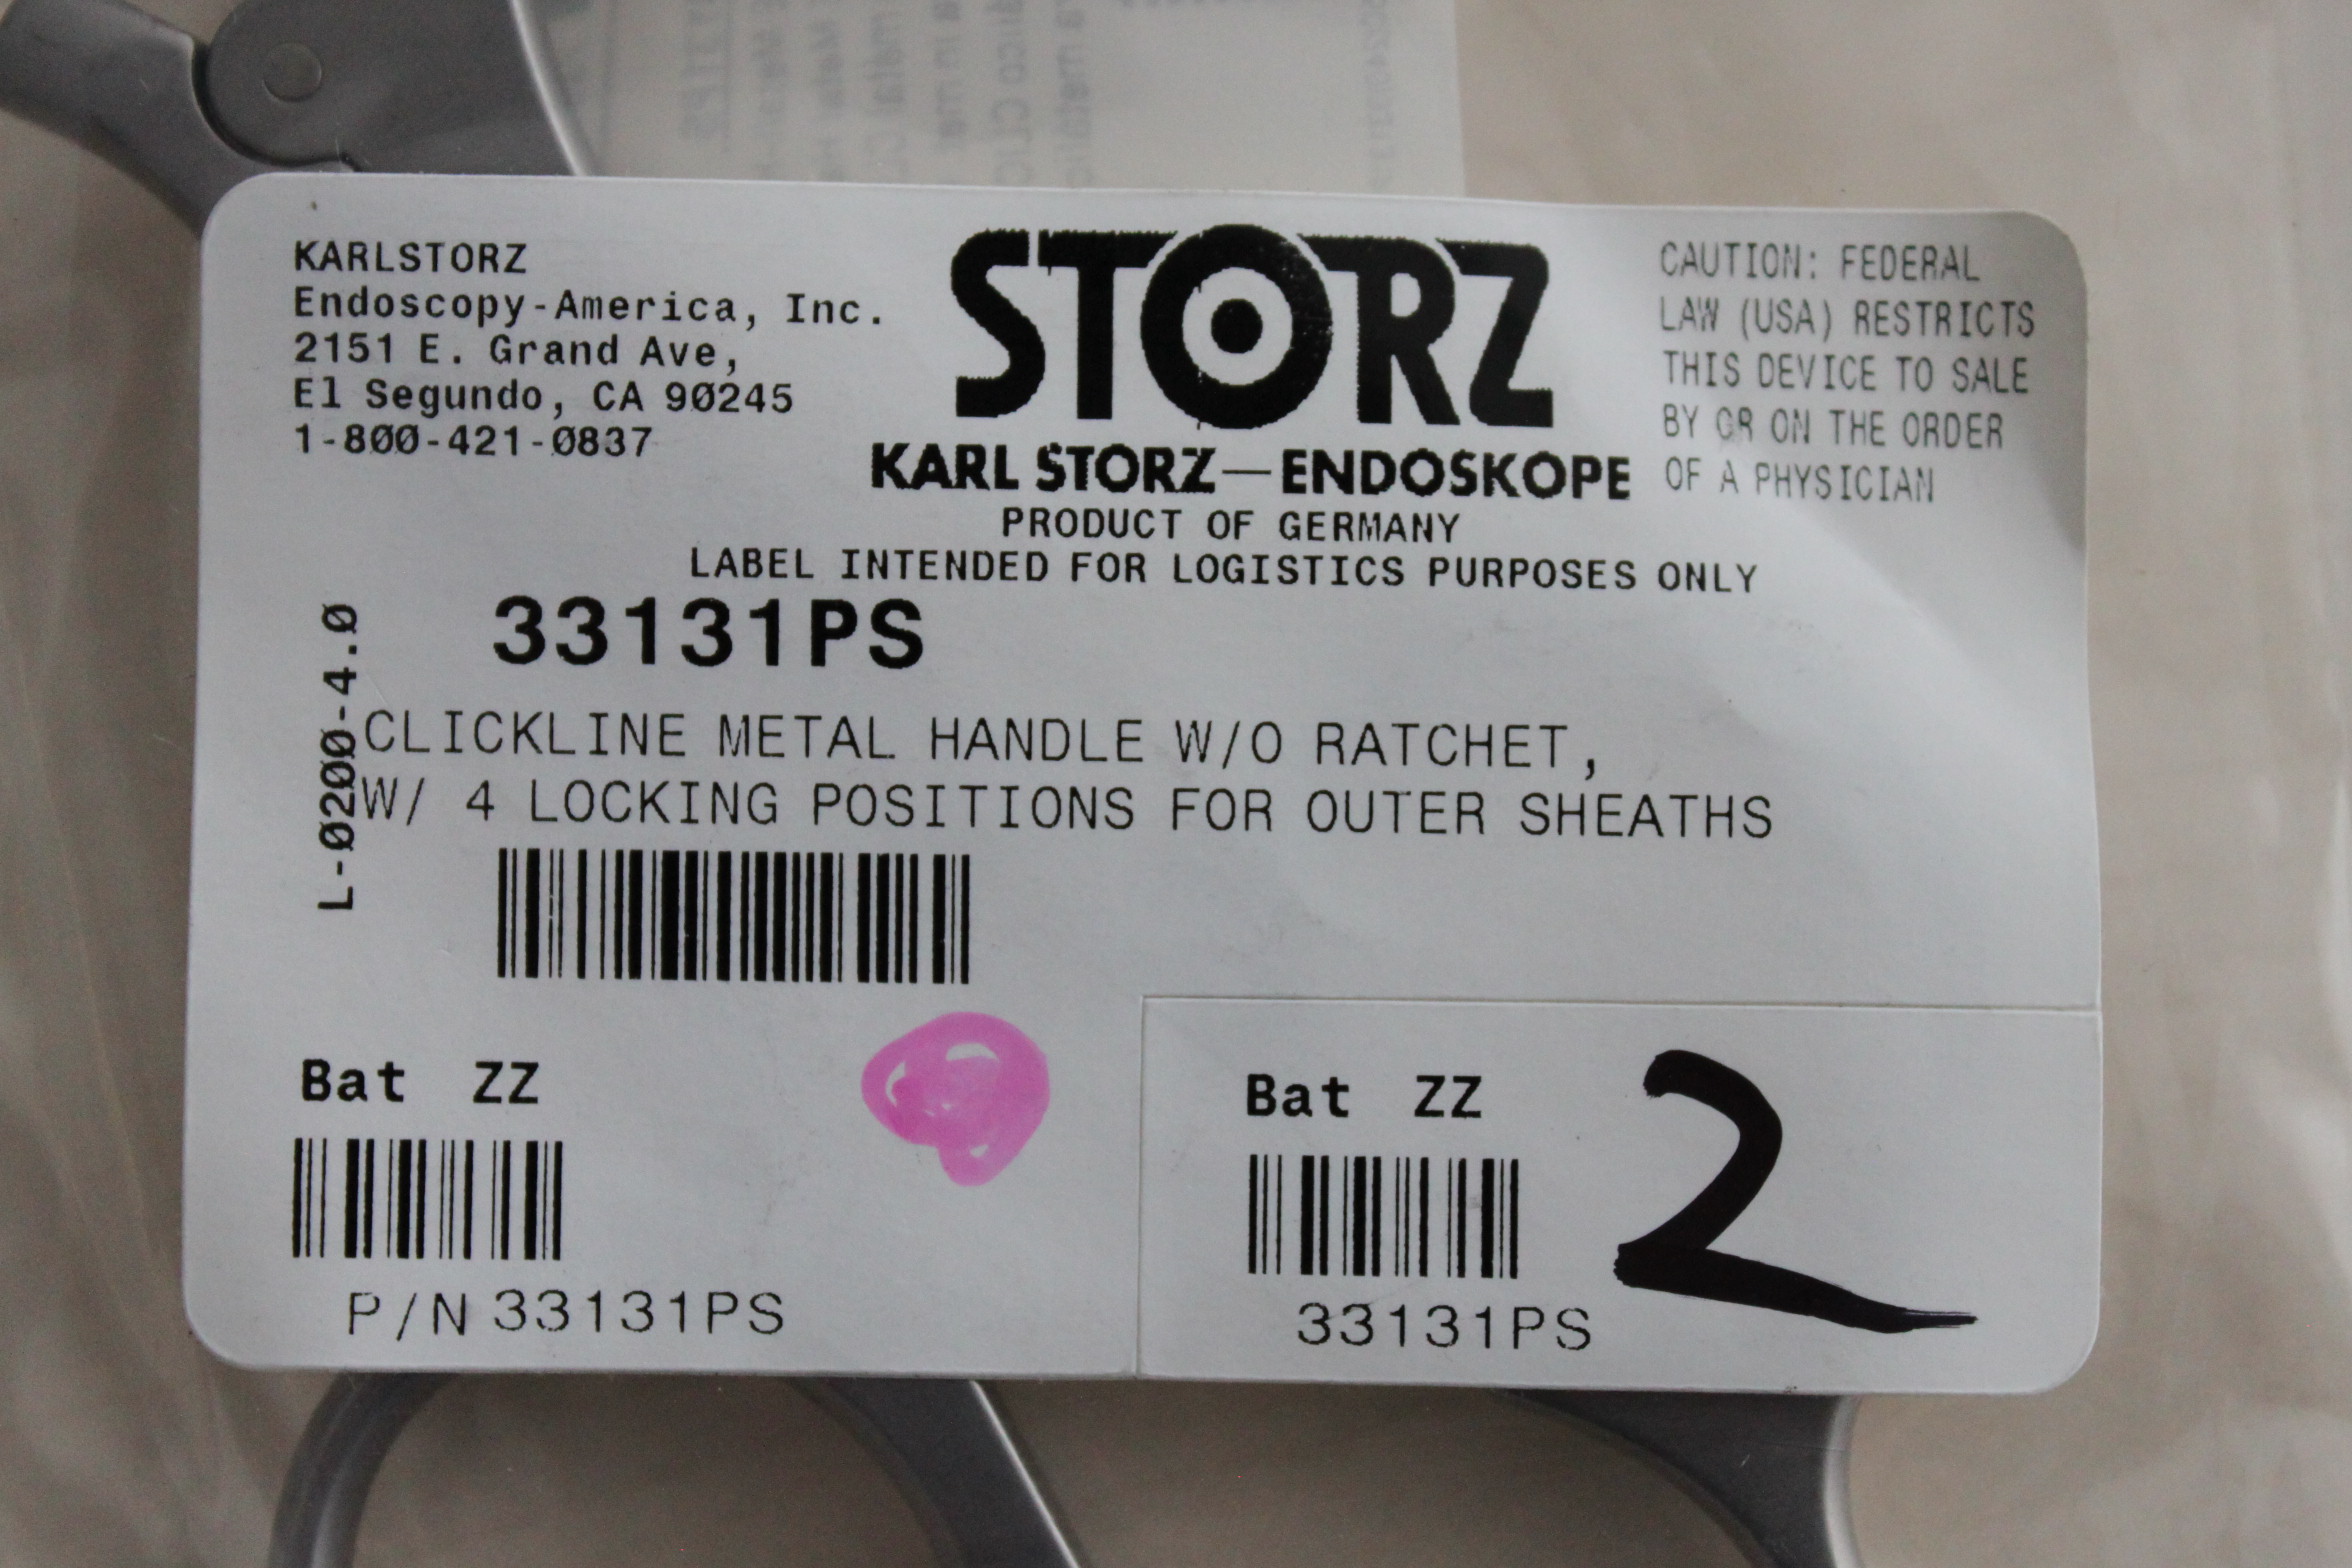 KARLSTORZ
Endoscopy-America, Inc.
2151 E. Grand Ave,
El Segundo, CA 90245
1-800-421-0837
STORZ
KARL STORZ—ENDOSKOPE
PRODUCT OF GERMANY
LABEL INTENDED FOR LOGISTICS PURPOSES ONLY
CAUTION: FEDERAL
LAW (USA) RESTRICTS
THIS DEVICE TO SALE
BY OR ON THE ORDER
OF A PHYSICIAN
L-0200-4.0
33131PS
CLICKLINE METAL HANDLE W/O RATCHET,
W/ 4 LOCKING POSITIONS FOR OUTER SHEATHS
Bat ZZ
P/N 33131PS
Bat ZZ
33131PS
2